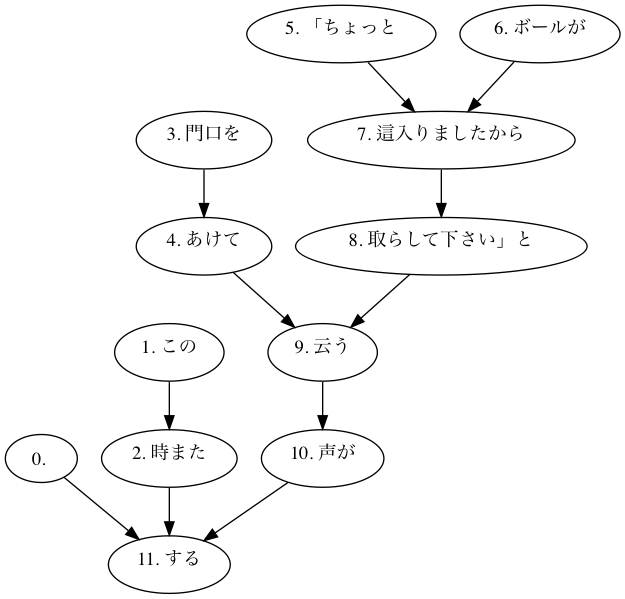 5. 「ちょっと
6. ボールが
3. 門口を
7. 這入りましたから
4. あけて
8. 取らして下さい」と
1. この
9. 云う
0.
2. 時また
10. 声が
11. する